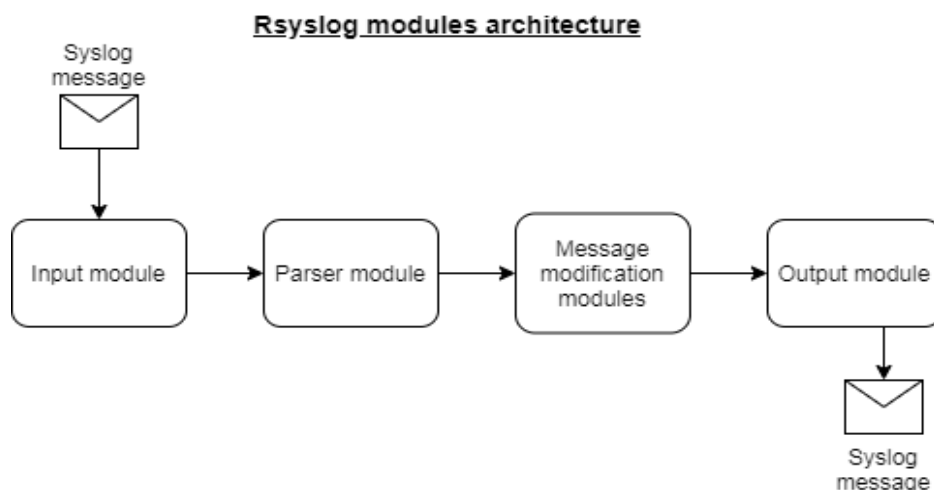 Rsyslog modules architecture
Syslog
message
Input module
Parser module
Message
modification
modules
Output module
Syslog
message